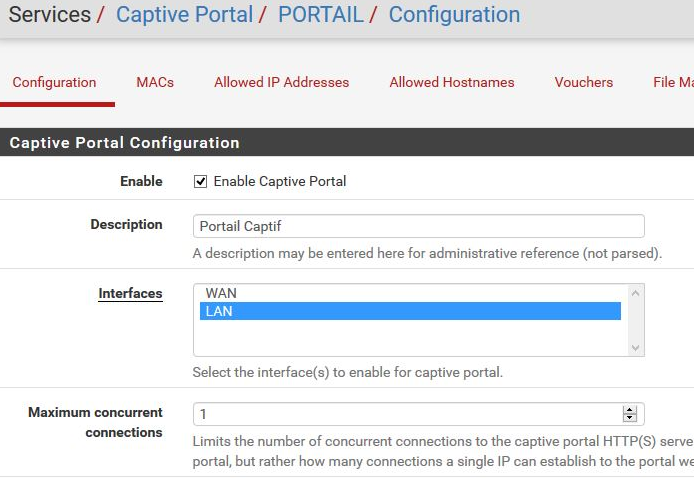 Services / Captive Portal / PORTAIL / Configuration
Configuration MACs Allowed IP Addresses Allowed Hostnames Vouchers File
Captive Portal Configuration
Enable Enable Captive Portal
Description Portail Captif
A description may be entered here for administrative reference (not parsed).
Interfaces WAN
LAN
Select the interface(s) to enable for captive portal.
Maximum concurrent connections 1
Limits the number of concurrent connections to the captive portal HTTP(S)
portal, but rather how many connections a single IP can establish to the portal